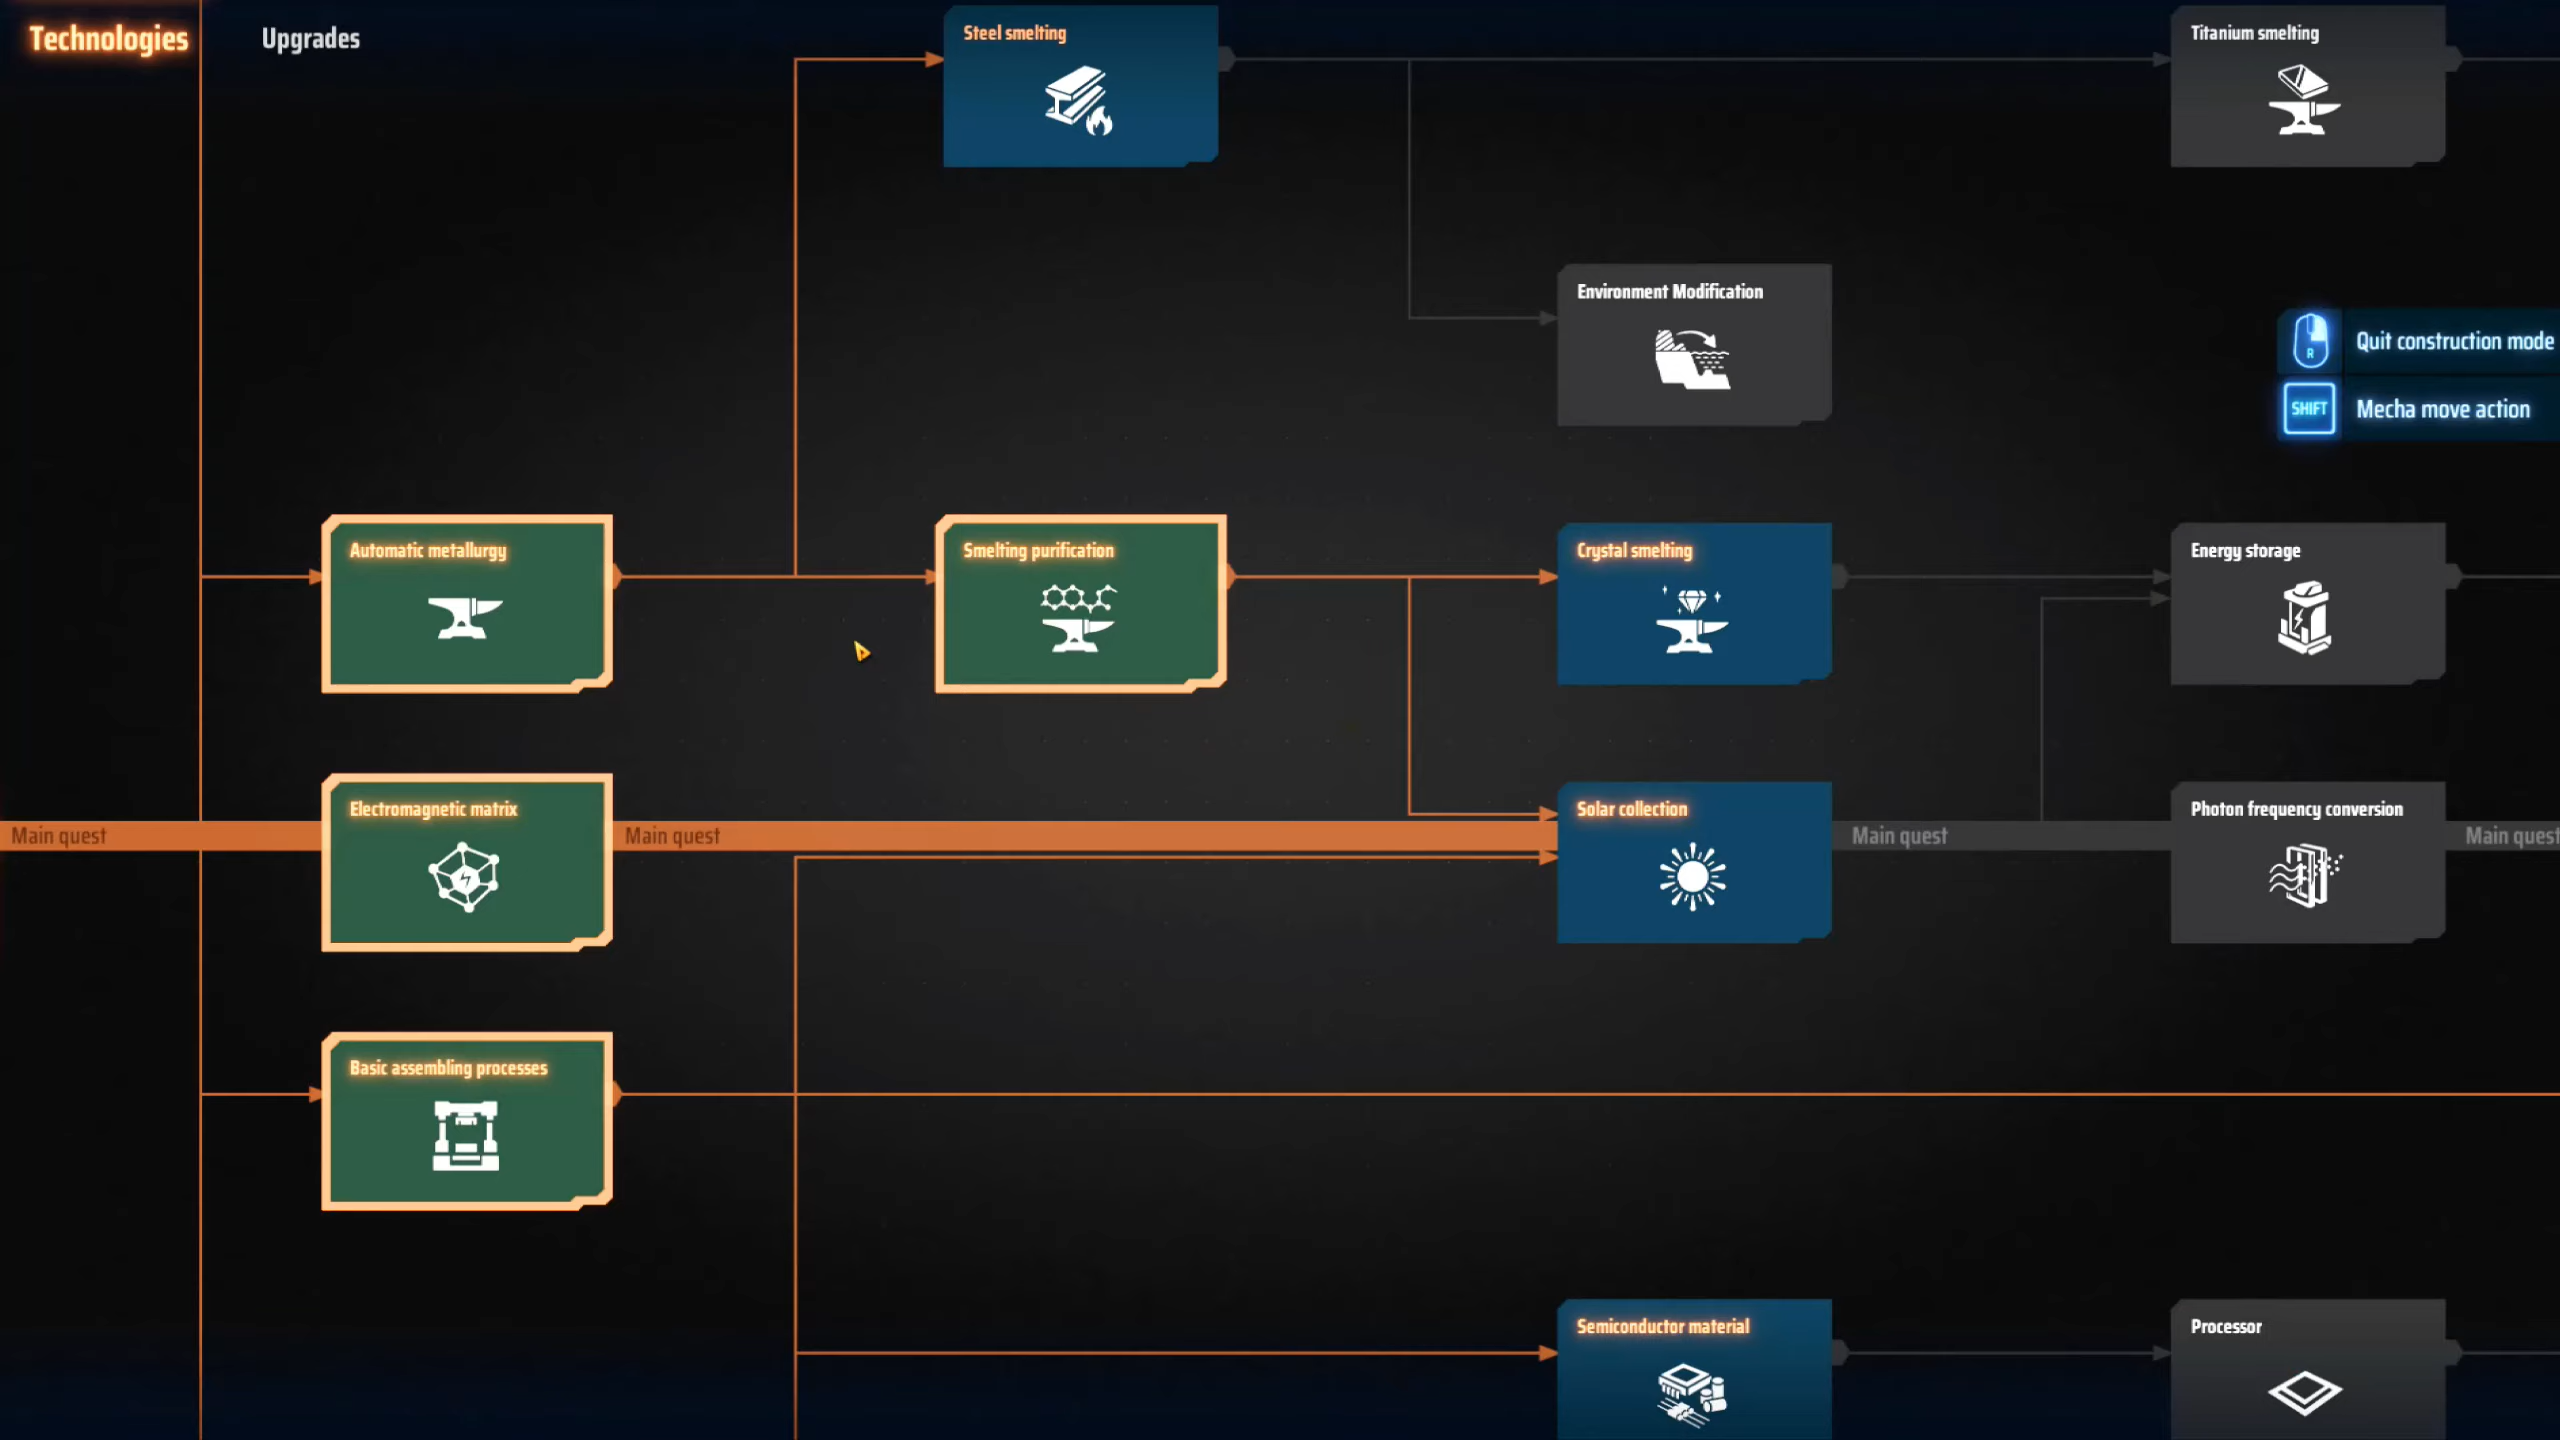 Technologies
Upgrades
Steel smelting
Titanium smelting
Environment Modification
R
Quit construction mode
SHIFT
Mecha move action
Automatic metallurgy
Smelting purification
Crystal smelting
Energy storage
Electromagnetic matrix
Solar collection
Photon frequency conversion
Main quest
Main quest
Main quest
Main quest
Basic assembling processes
Semiconductor material
Processor